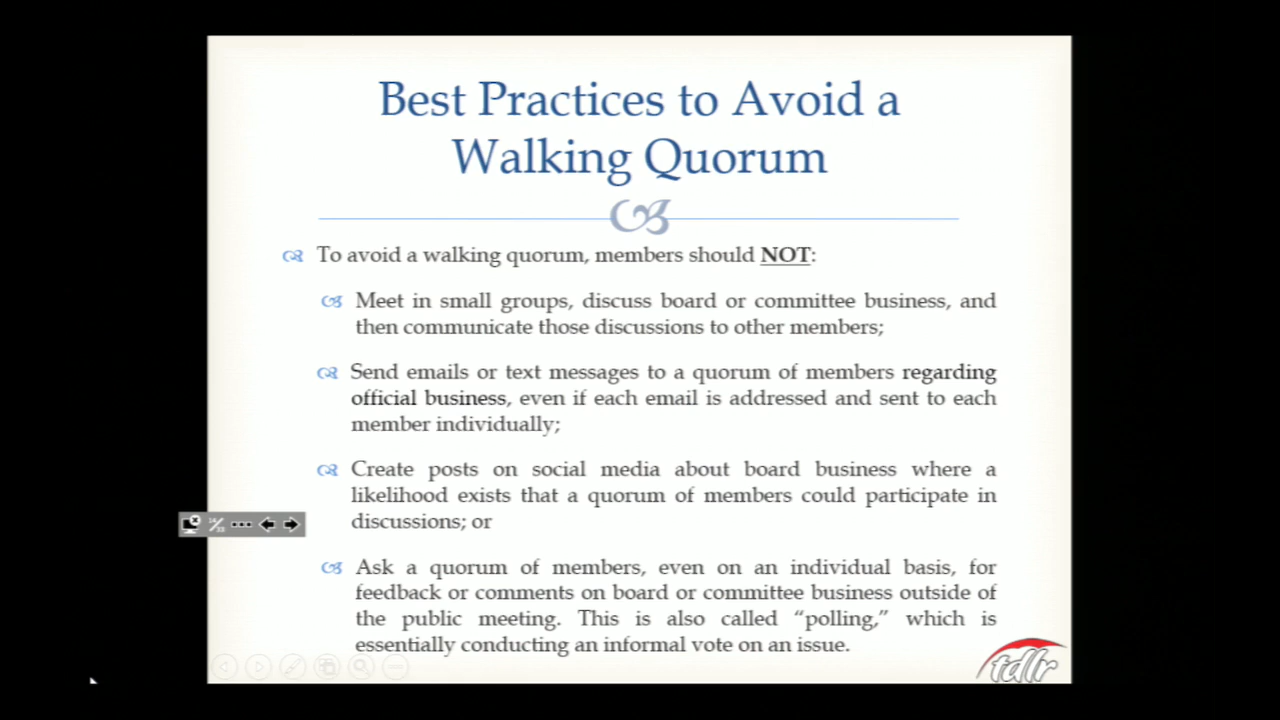 Best Practices to Avoid a
Walking Quorum
To avoid a walking quorum, members should NOT:
Meet in small groups, discuss board or committee business, and
then communicate those discussions to other members;
Send emails or text messages to a quorum of members regarding
official business, even if each email is addressed and sent to each
member individually;
Create posts on social media about board business where a
likelihood exists that a quorum of members could participate in
discussions; or
Ask a quorum of members, even on an individual basis, for
feedback or comments on board or committee business outside of
the public meeting. This is also called “polling,” which is
essentially conducting an informal vote on an issue.
tdlr